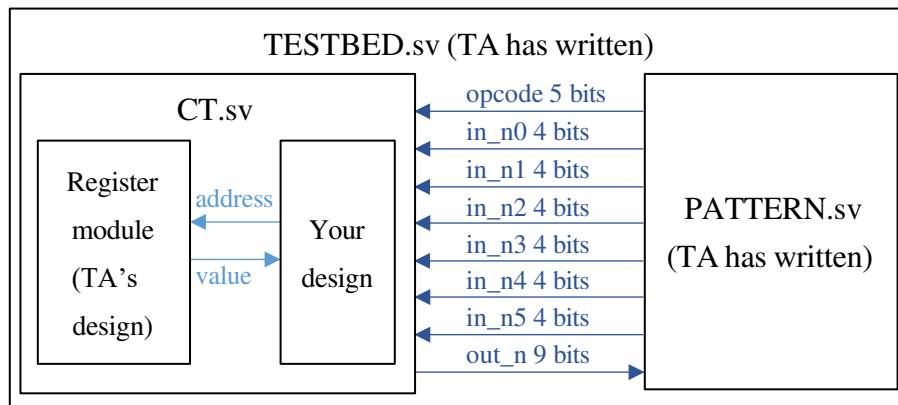 TESTBED.sv (TA has written)
CT.sv
Register
module
(TA's
design)
address
value
Your
design
opcode 5 bits
in_n0 4 bits
in_n1 4 bits
in_n2 4 bits
in_n3 4 bits
in_n4 4 bits
in_n5 4 bits
out_n 9 bits
PATTERN.sv
(TA has written)